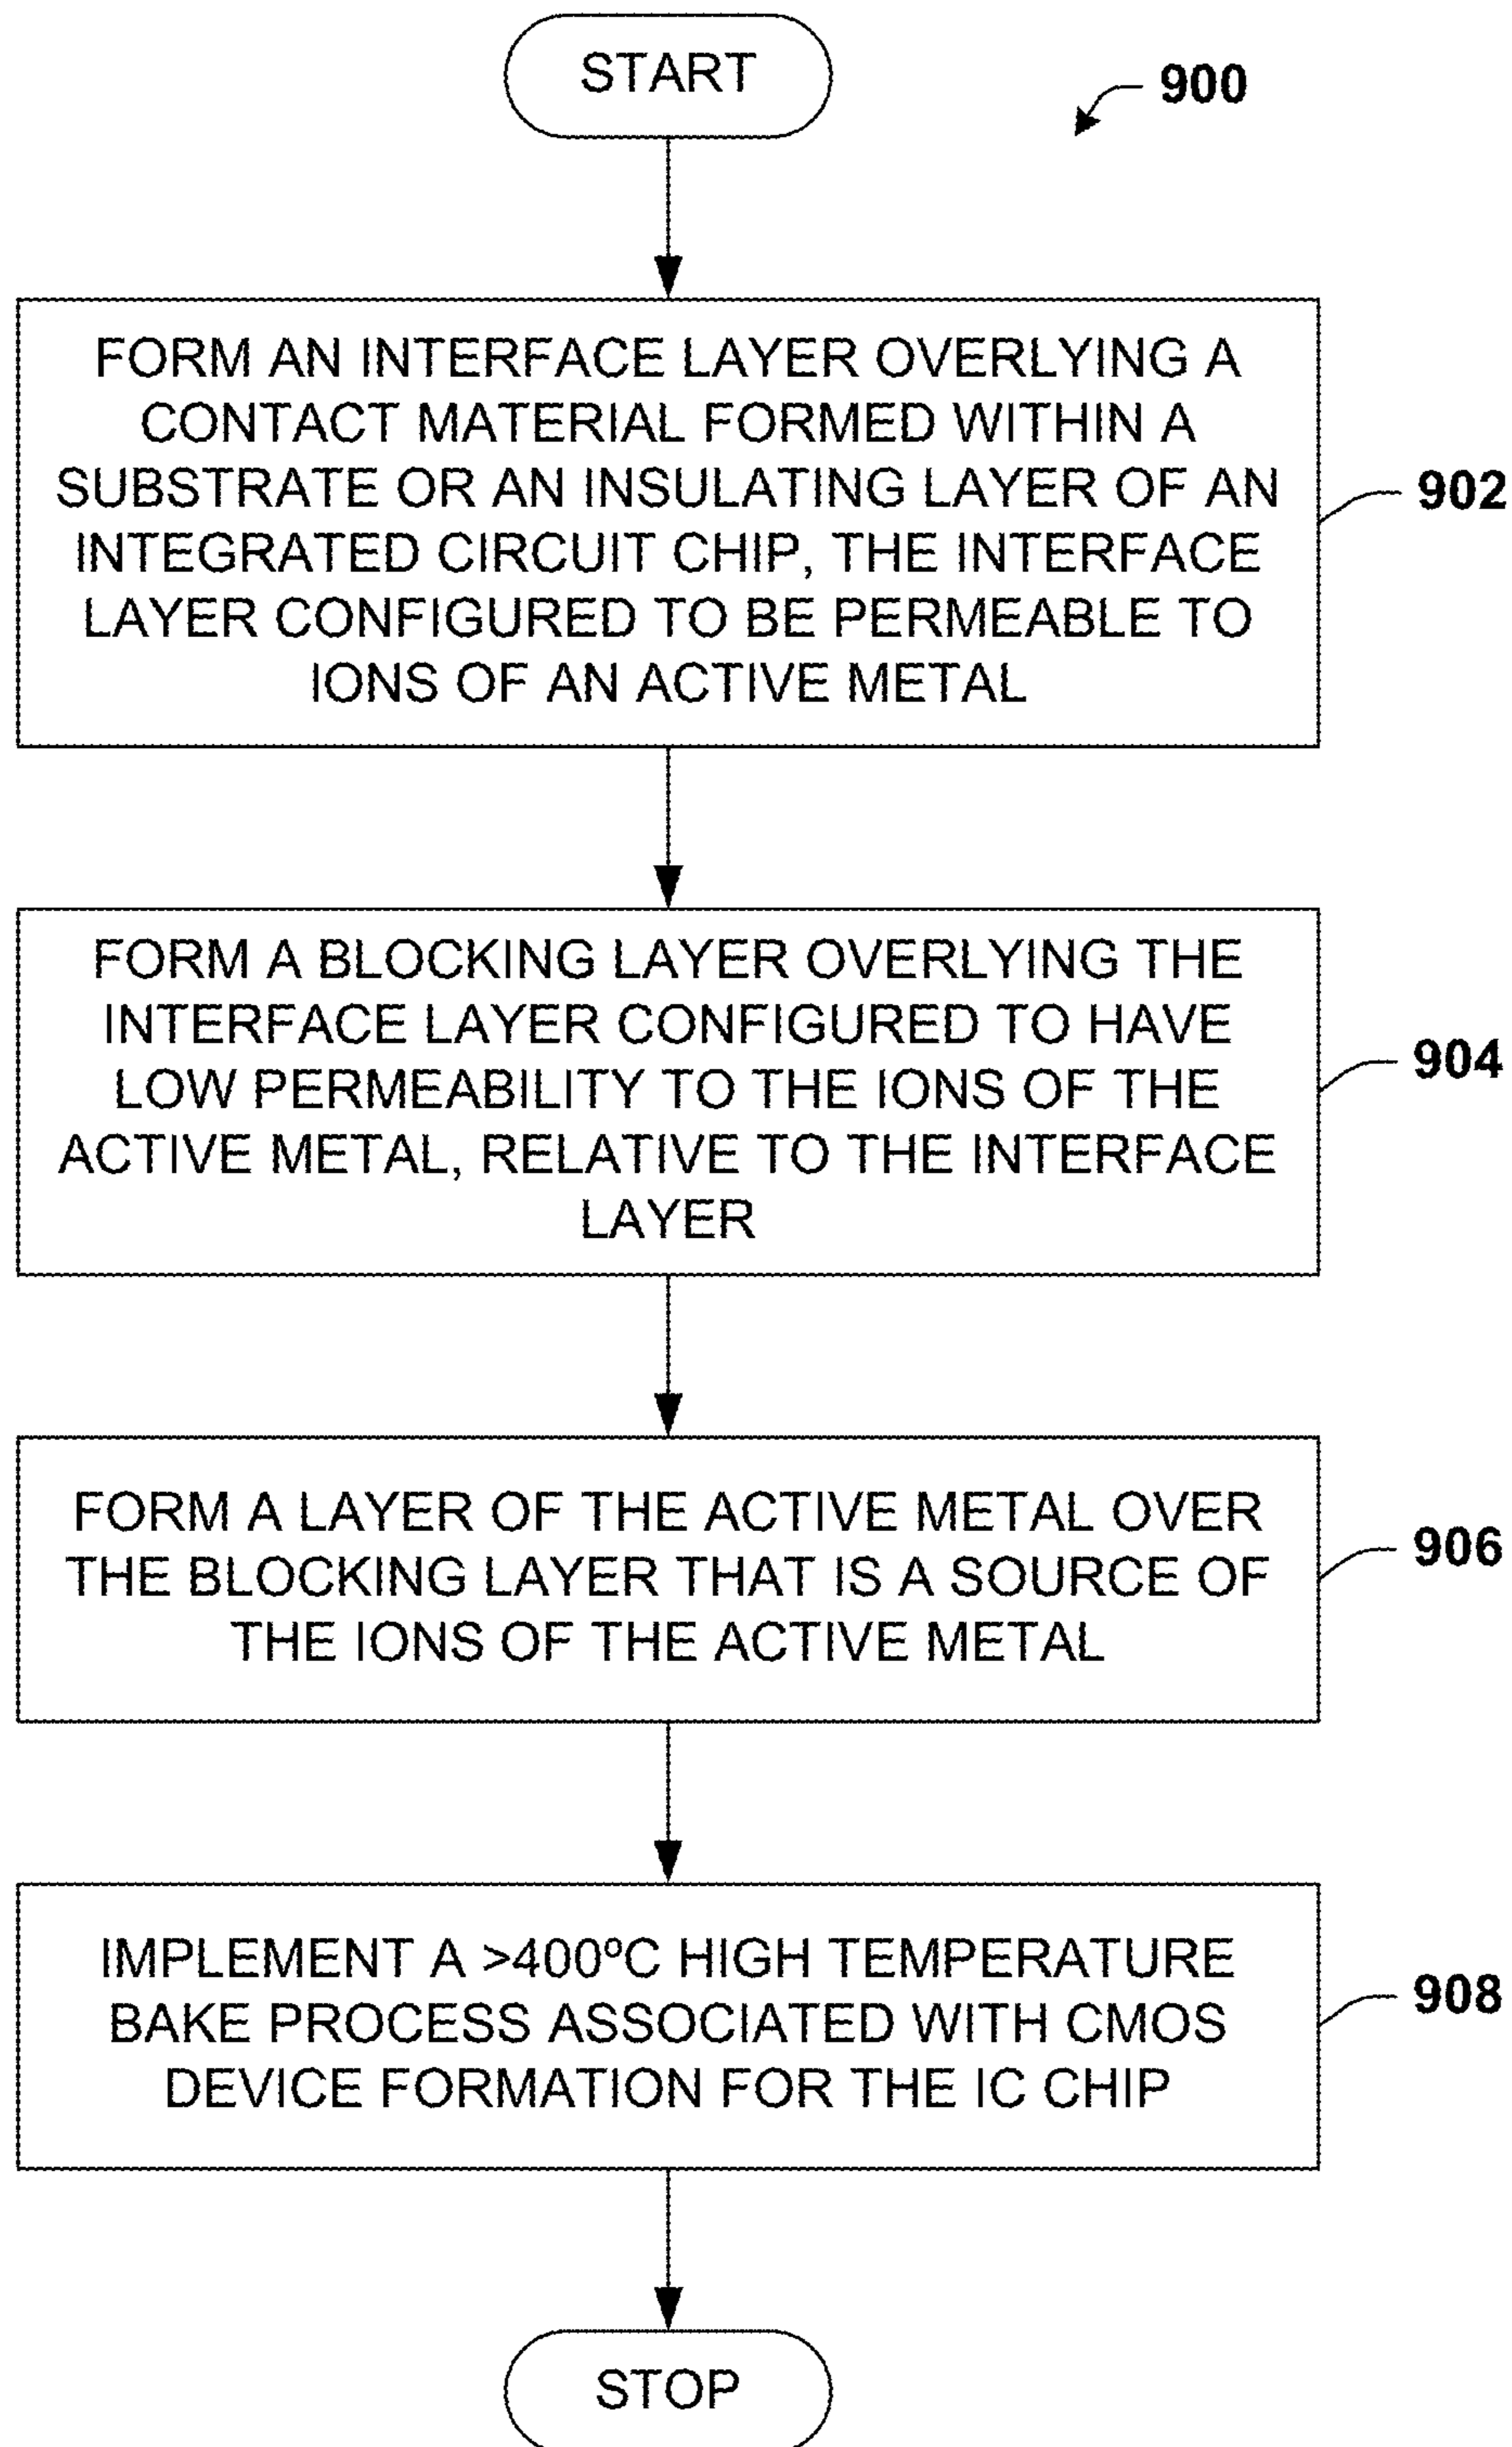 START
900
FORM AN INTERFACE LAYER OVERLYING A
CONTACT MATERIAL FORMED WITHIN A
SUBSTRATE OR AN INSULATING LAYER OF AN
INTEGRATED CIRCUIT CHIP, THE INTERFACE
LAYER CONFIGURED TO BE PERMEABLE TO
IONS OF AN ACTIVE METAL
902
FORM A BLOCKING LAYER OVERLYING THE
INTERFACE LAYER CONFIGURED TO HAVE
LOW PERMEABILITY TO THE IONS OF THE
ACTIVE METAL, RELATIVE TO THE INTERFACE
LAYER
904
FORM A LAYER OF THE ACTIVE METAL OVER
THE BLOCKING LAYER THAT IS A SOURCE OF
THE IONS OF THE ACTIVE METAL
906
IMPLEMENT A >400ºC HIGH TEMPERATURE
BAKE PROCESS ASSOCIATED WITH CMOS
DEVICE FORMATION FOR THE IC CHIP
908
STOP